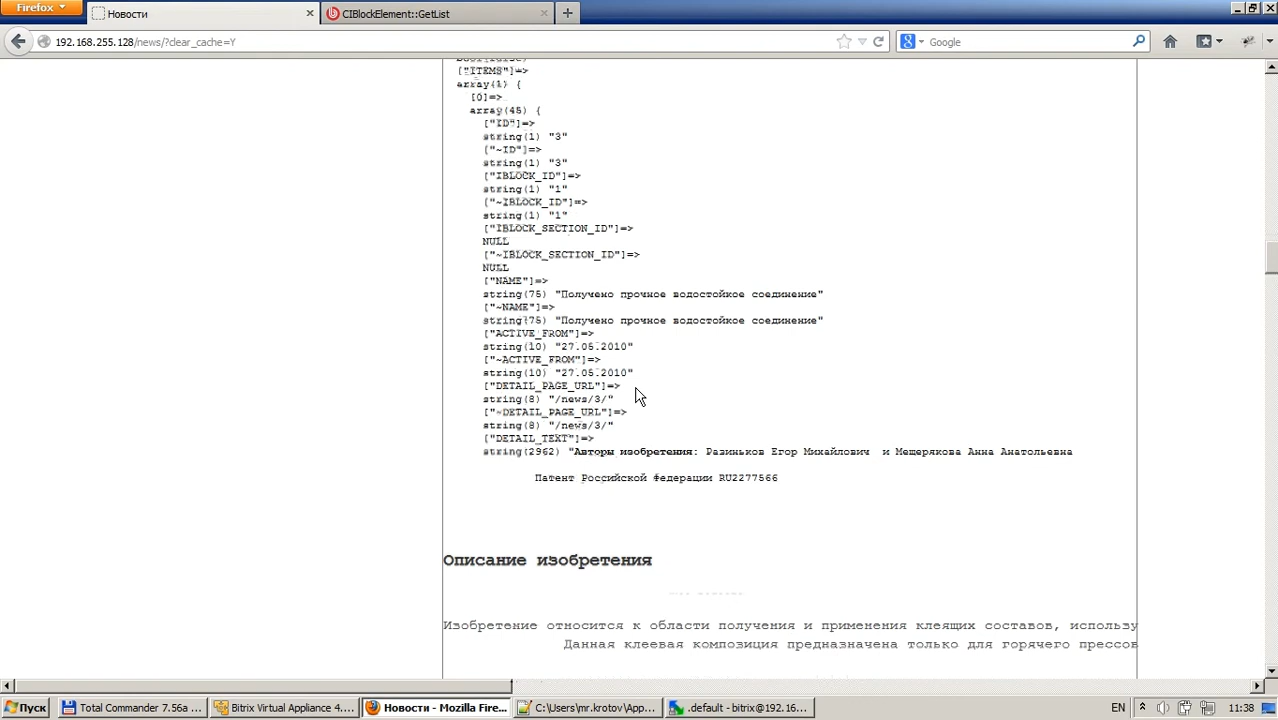 Firefox
Новости
CIBlockElement::GetList
192.168.255.128/news/?clear_cache=Y
Google
["ITEMS"]=>
array(1) {
[0]=>
array(45) {
["ID"]=>
string(1) "3"
["~ID"]=>
string(1) "3"
["IBLOCK_ID"]=>
string(1) "1"
["~IBLOCK_ID"]=>
string(1) "1"
["IBLOCK_SECTION_ID"]=>
NULL
["~IBLOCK_SECTION_ID"]=>
NULL
["NAME"]=>
string(75) "Получено прочное водостойкое соединение"
["~NAME"]=>
string(75) "Получено прочное водостойкое соединение"
["ACTIVE_FROM"]=>
string(10) "27.05.2010"
["~ACTIVE_FROM"]=>
string(10) "27.05.2010"
["DETAIL_PAGE_URL"]=>
string(8) "/news/3/"
["~DETAIL_PAGE_URL"]=>
string(8) "/news/3/"
["DETAIL_TEXT"]=>
string(2962) "Авторы изобретения: Разиньков Егор Михайлович и Мещерякова Анна Анатольевна
Патент Российской Федерации RU2277566
Описание изобретения
Изобретение относится к области получения и применения клеящих составов, использу
Данная клеевая композиция предназначена только для горячего прессов
Пуск
Total Commander 7.56a ...
Bitrix Virtual Appliance 4,...
Новости - Mozilla Fire...
C:\Users\mr.krotov\App...
.default - bitrix@192.16...
EN
11:38